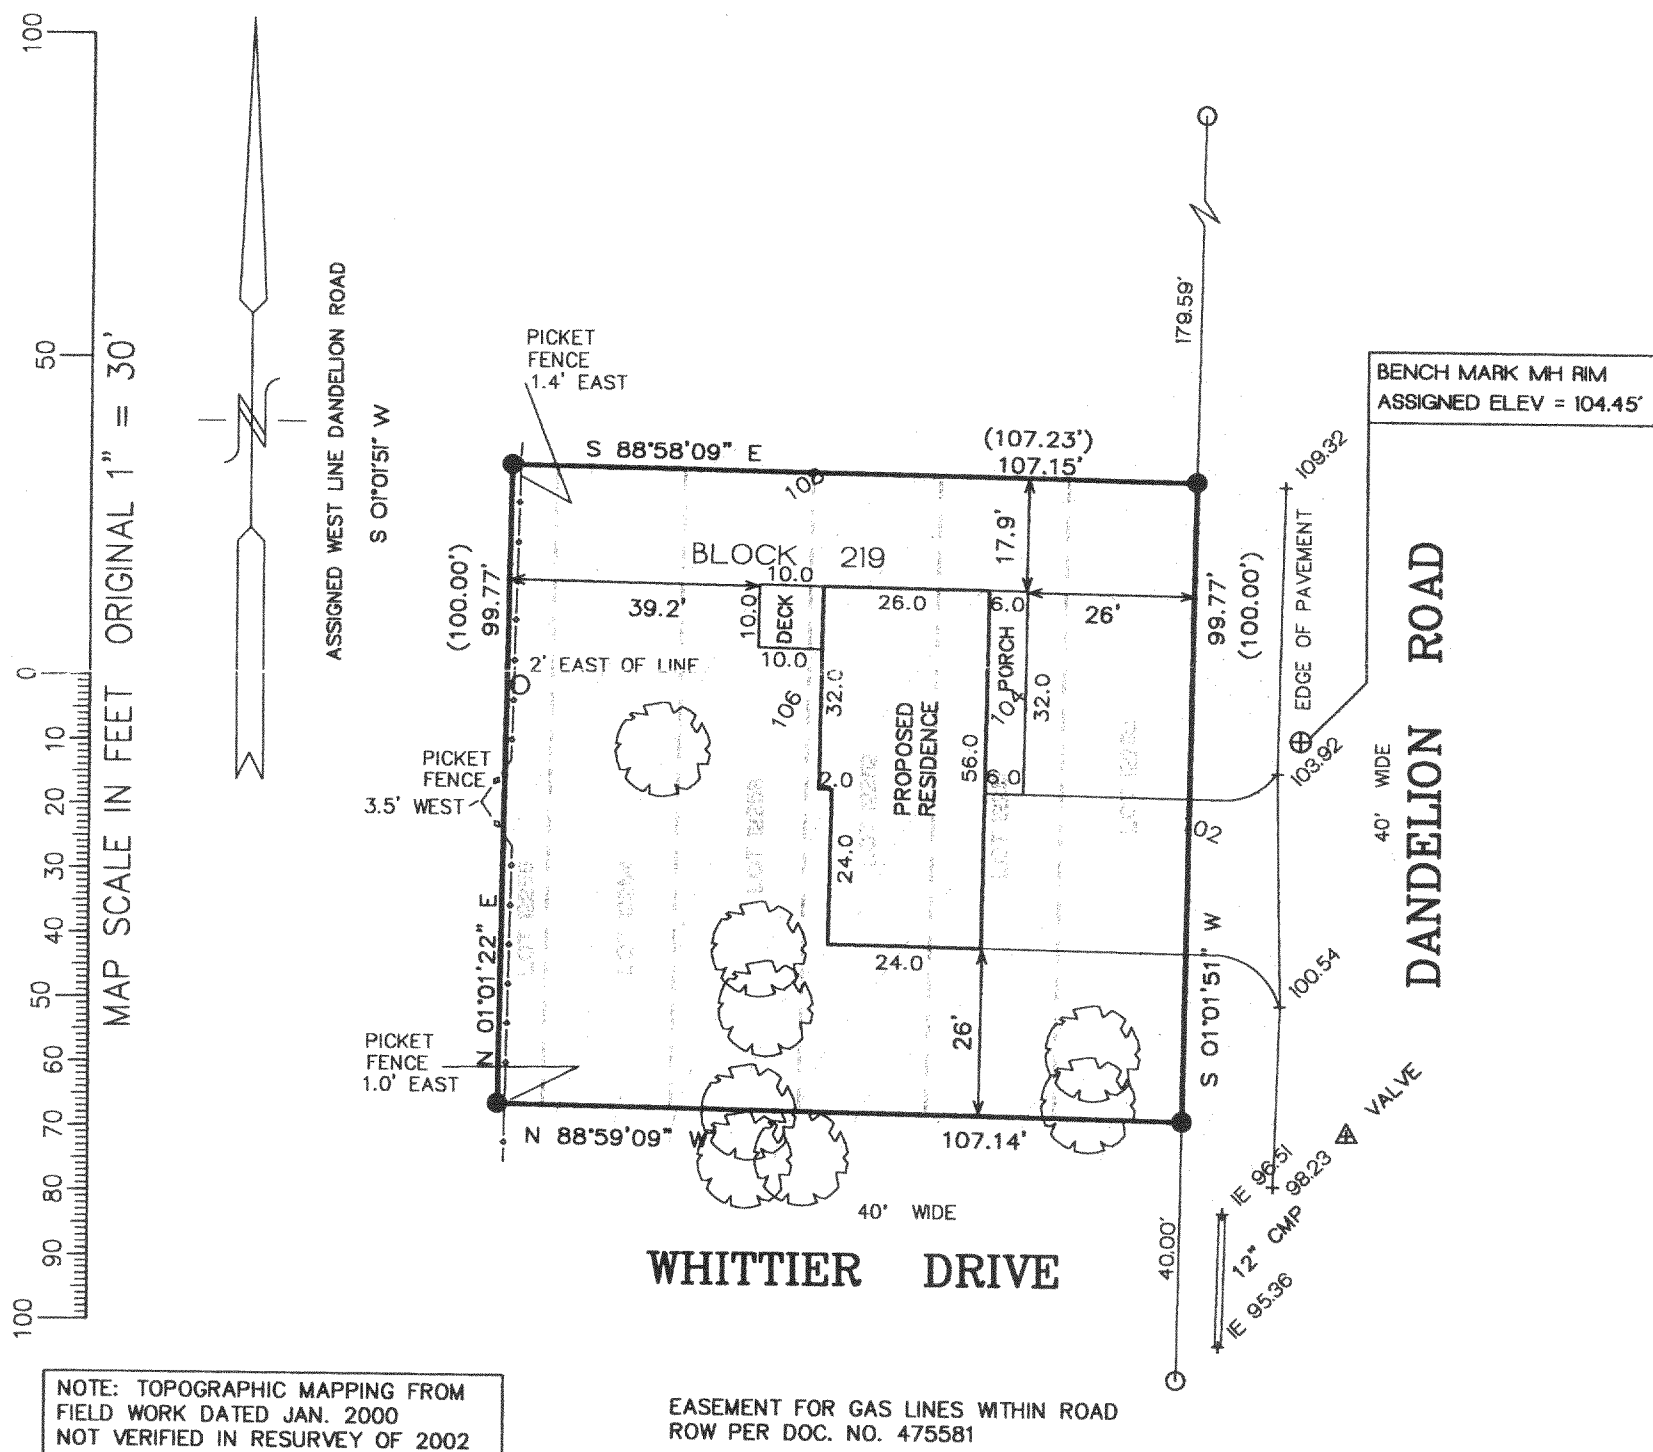 100
50
0
10
20
30
40
50
60
70
80
90
100
MAP SCALE IN FEET ORIGINAL 1" = 30'
N
ASSIGNED WEST LINE DANDELION ROAD
S 01°01'51" W
PICKET
FENCE
1.4' EAST
S 88°58'09" E
(107.23')
107.15'
179.59'
BENCH MARK MH RIM
ASSIGNED ELEV = 104.45'
109.32
108
BLOCK 219
17.9'
(100.00')
99.77'
39.2'
10.0
10.0
DECK
10.0
26.0
6.0
26'
PORCH
99.77'
(100.00')
EDGE OF PAVEMENT
2' EAST OF LINE
106
32.0
104
32.0
PROPOSED
RESIDENCE
56.0
2.0
6.0
PICKET
FENCE
3.5' WEST
103.92
102
24.0
24.0
40' WIDE
DANDELION ROAD
N 01°01'22" E
S 01°01'51" W
100.54
26'
PICKET
FENCE
1.0' EAST
N 88°59'09" W
107.14'
VALVE
IE 96.51
98.23
12" CMP
IE 95.36
40.00'
40' WIDE
WHITTIER DRIVE
NOTE: TOPOGRAPHIC MAPPING FROM
FIELD WORK DATED JAN. 2000
NOT VERIFIED IN RESURVEY OF 2002
EASEMENT FOR GAS LINES WITHIN ROAD
ROW PER DOC. NO. 475581
LOT
LOT
LOT
LOT
LOT
LOT